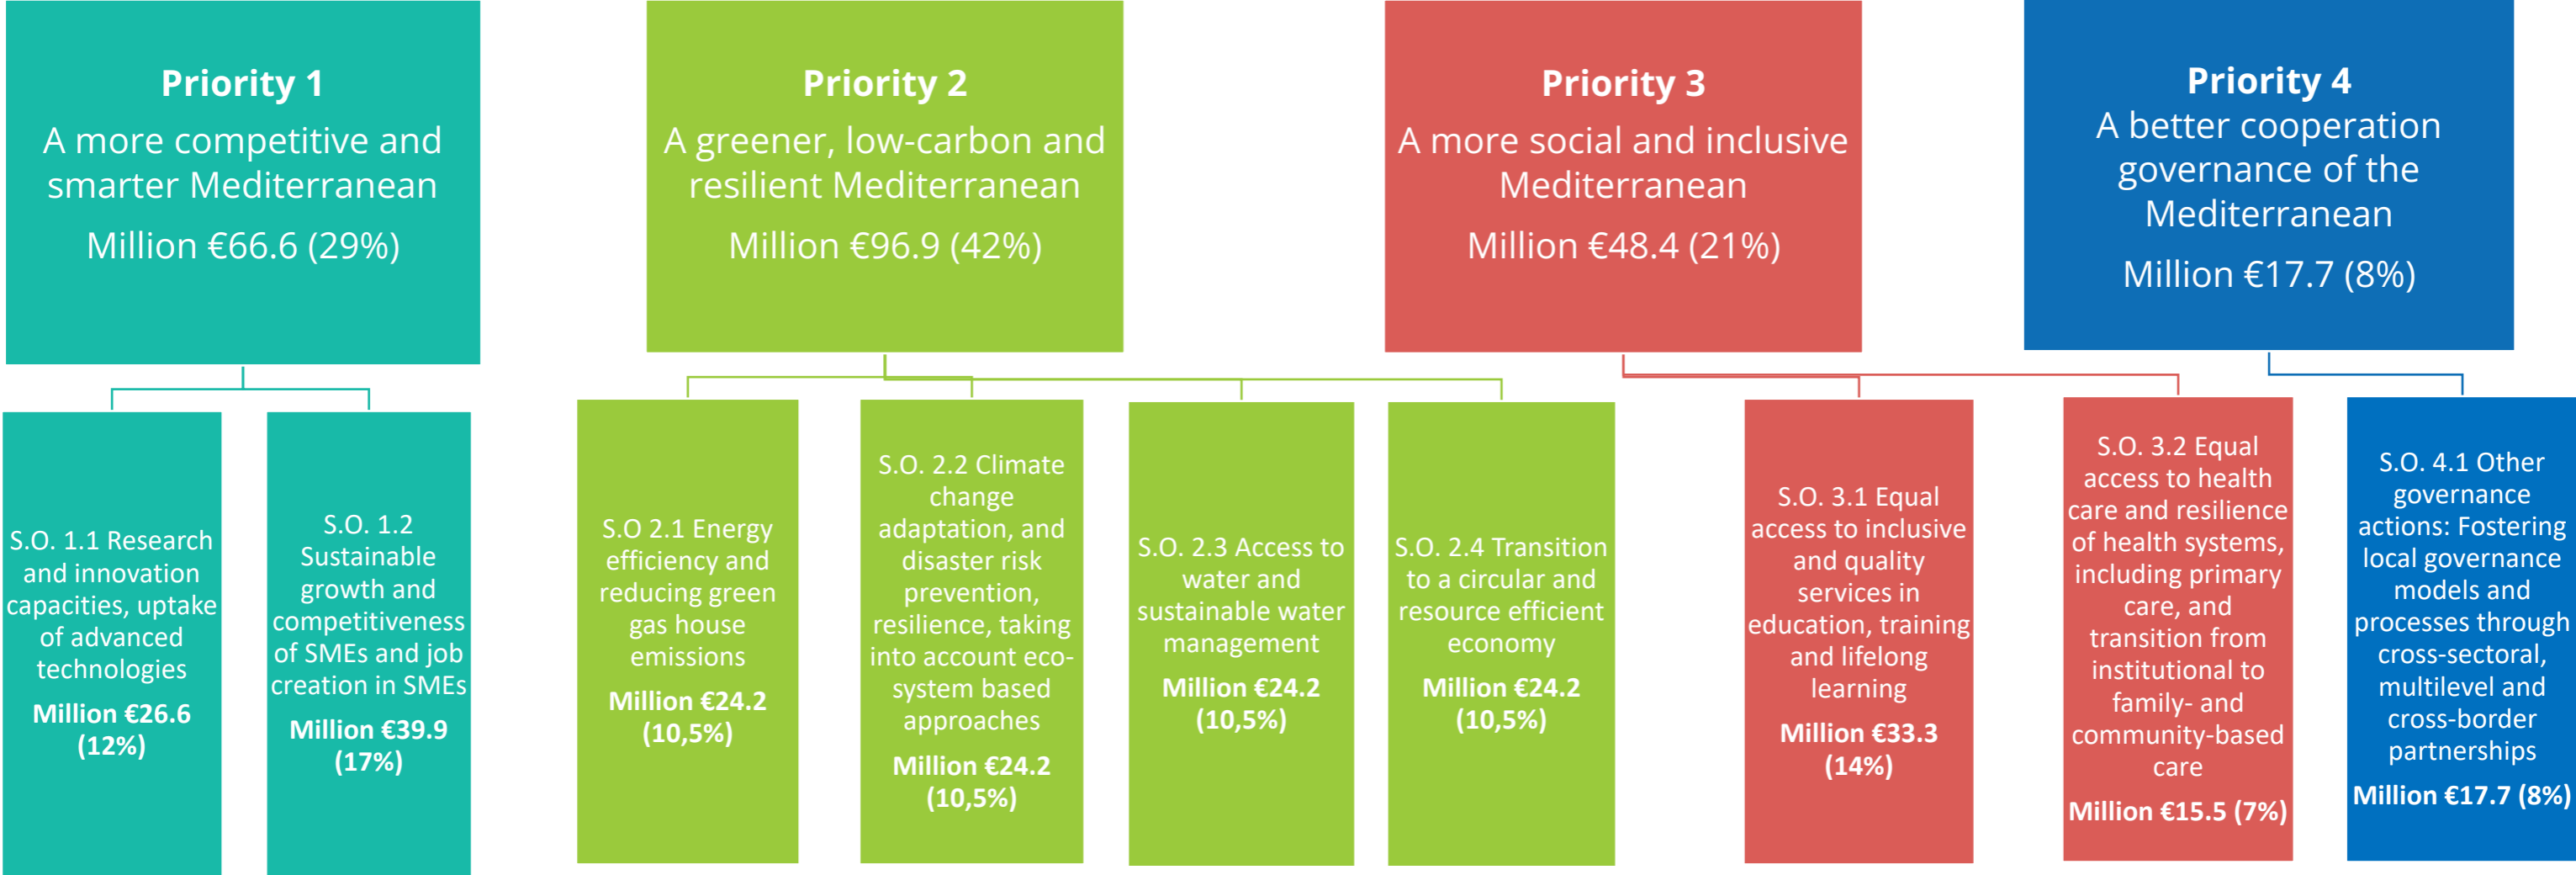 Priority 1
A more competitive and
smarter Mediterranean
Million €66.6 (29%)
Priority 2
A greener, low-carbon and
resilient Mediterranean
Million €96.9 (42%)
Priority 3
A more social and inclusive
Mediterranean
Million €48.4 (21%)
Priority 4
A better cooperation
governance of the
Mediterranean
Million €17.7 (8%)
S.O. 1.1 Research
and innovation
capacities, uptake
of advanced
technologies
Million €26.6
(12%)
S.O. 1.2
Sustainable
growth and
competitiveness
of SMEs and job
creation in SMEs
Million €39.9
(17%)
S.O 2.1 Energy
efficiency and
reducing green
gas house
emissions
Million €24.2
(10,5%)
S.O. 2.2 Climate
change
adaptation, and
disaster risk
prevention,
resilience, taking
into account eco-
system based
approaches
Million €24.2
(10,5%)
S.O. 2.3 Access to
water and
sustainable water
management
Million €24.2
(10,5%)
S.O. 2.4 Transition
to a circular and
resource efficient
economy
Million €24.2
(10,5%)
S.O. 3.1 Equal
access to inclusive
and quality
services in
education, training
and lifelong
learning
Million €33.3
(14%)
S.O. 3.2 Equal
access to health
care and resilience
of health systems,
including primary
care, and
transition from
institutional to
family- and
community-based
care
Million €15.5 (7%)
S.O. 4.1 Other
governance
actions: Fostering
local governance
models and
processes through
cross-sectoral,
multilevel and
cross-border
partnerships
Million €17.7 (8%)